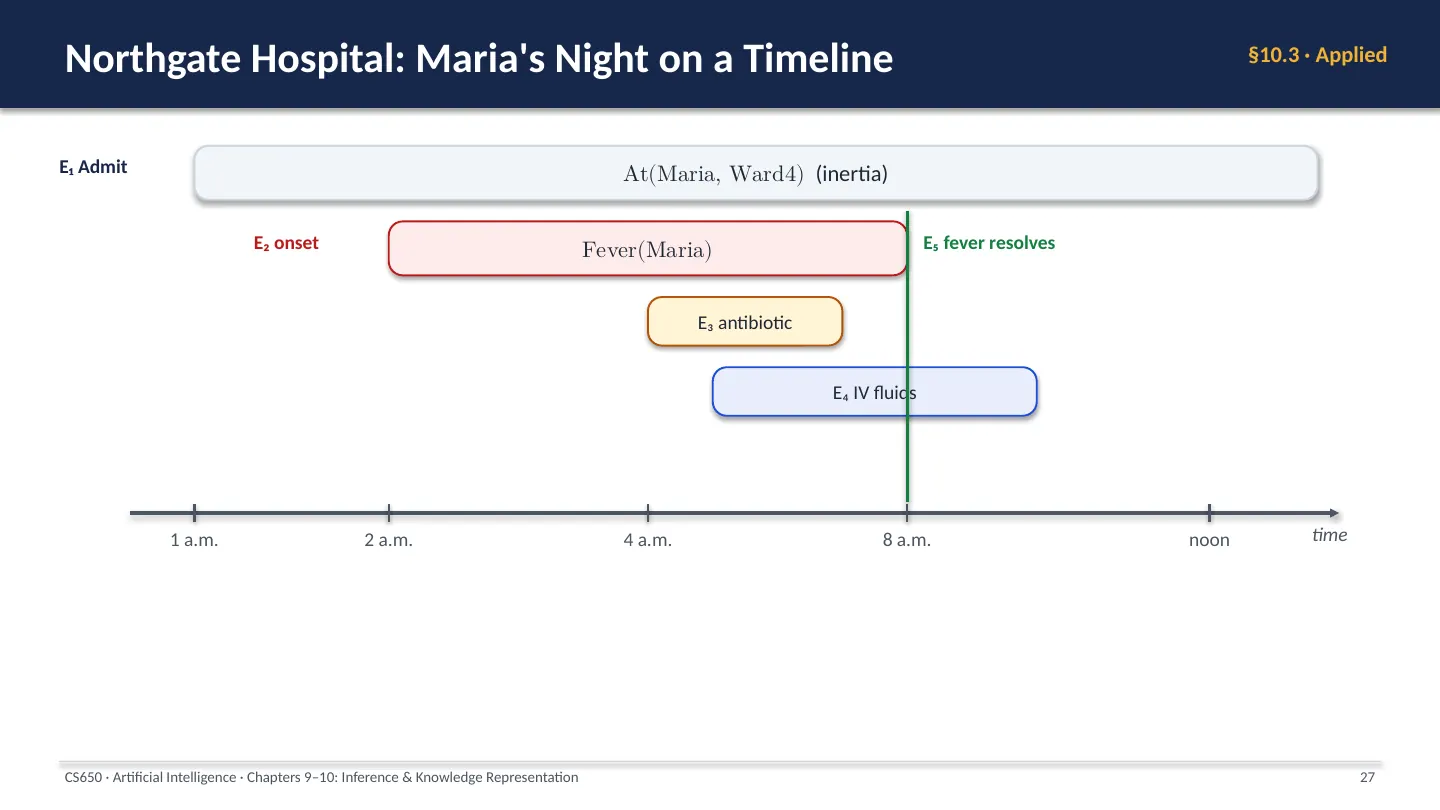 Northgate Hospital: Maria's Night on a Timeline
§10.3 · Applied
E₁ Admit
At(Maria, Ward4) (inertia)
E₂ onset
Fever(Maria)
E₅ fever resolves
E₃ antibiotic
E₄ IV fluids
1 a.m.
2 a.m.
4 a.m.
8 a.m.
noon
time
CS650 · Artificial Intelligence · Chapters 9–10: Inference & Knowledge Representation
27